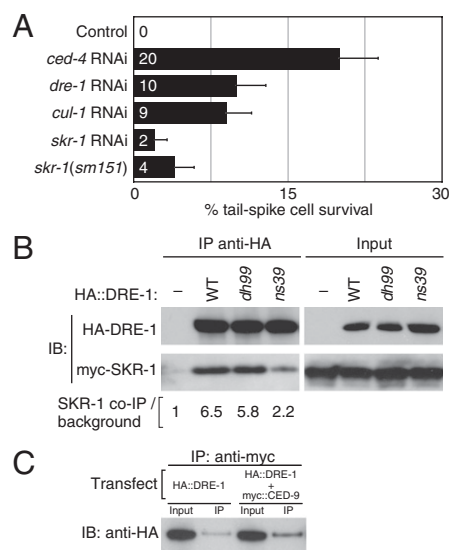 A
Control 0
ced-4 RNAi 20
dre-1 RNAi 10
cul-1 RNAi 9
skr-1 RNAi 2
skr-1(sm151) 4
0 15 30
% tail-spike cell survival
B
IP anti-HA Input
HA::DRE-1: – WT dh99 ns39 – WT dh99 ns39
IB:
HA-DRE-1
myc-SKR-1
SKR-1 co-IP /
background
1 6.5 5.8 2.2
C
IP: anti-myc
Transfect
HA::DRE-1
HA::DRE-1
+
myc::CED-9
Input IP Input IP
IB: anti-HA